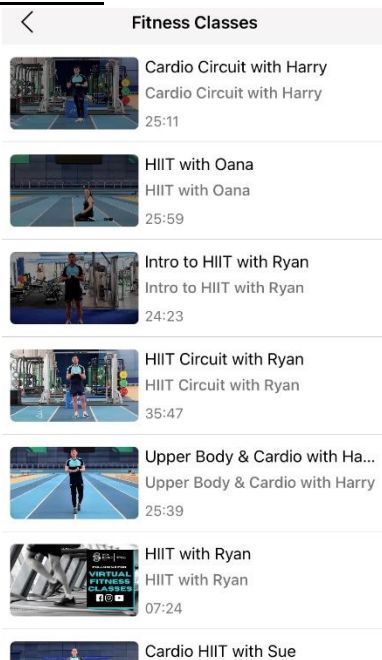 Fitness Classes
Cardio Circuit with Harry
Cardio Circuit with Harry
25:11
HIIT with Oana
HIIT with Oana
25:59
Intro to HIIT with Ryan
Intro to HIIT with Ryan
24:23
HIIT Circuit with Ryan
HIIT Circuit with Ryan
35:47
Upper Body & Cardio with Ha...
Upper Body & Cardio with Harry
25:39
VIRTUAL
FITNESS
CLASSES
HIIT with Ryan
HIIT with Ryan
07:24
Cardio HIIT with Sue